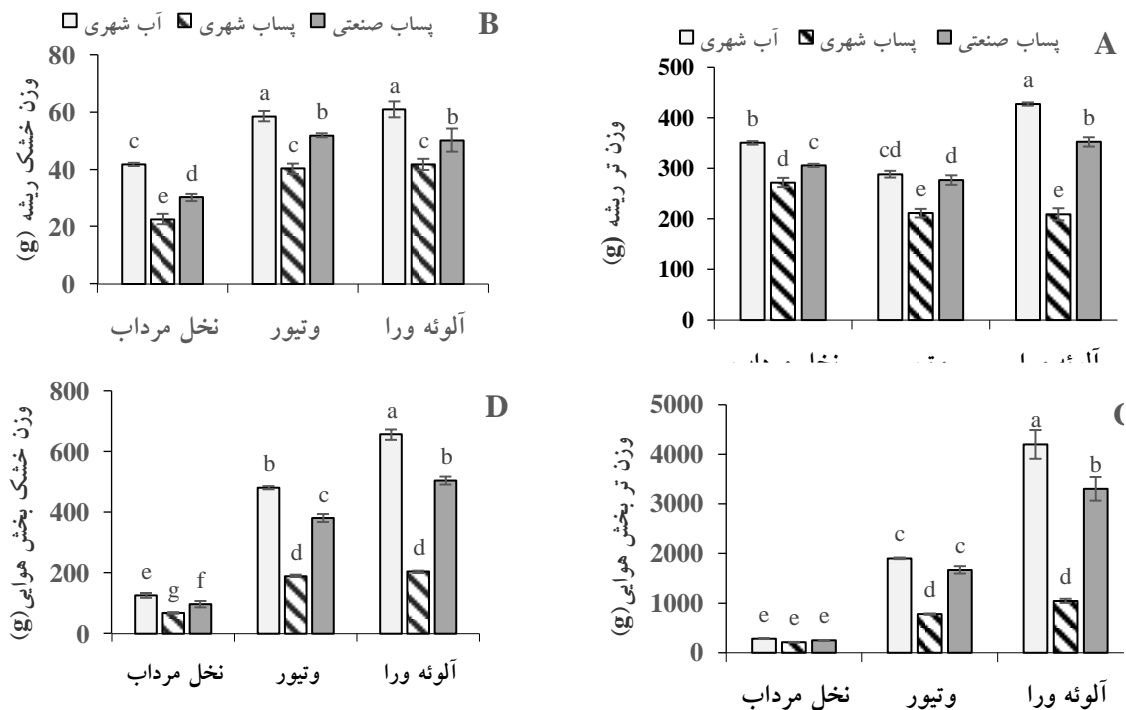 A
آب شهری پساب شهری پساب صنعتی
وزن تر ریشه (g)
500
400
300
200
100
0
b d c cd e d a e b
آلوئه ورا
B
آب شهری پساب شهری پساب صنعتی
وزن خشک ریشه (g)
80
60
40
20
0
c e d a c b a c b
نخل مرداب وتیور آلوئه ورا
وزن تر بخش هوایی (g)
5000
4000
3000
2000
1000
0
e e e c d c a d b
نخل مرداب وتیور آلوئه ورا
D
وزن خشک بخش هوایی(g)
800
600
400
200
0
e g f b d c a d b
نخل مرداب وتیور آلوئه ورا